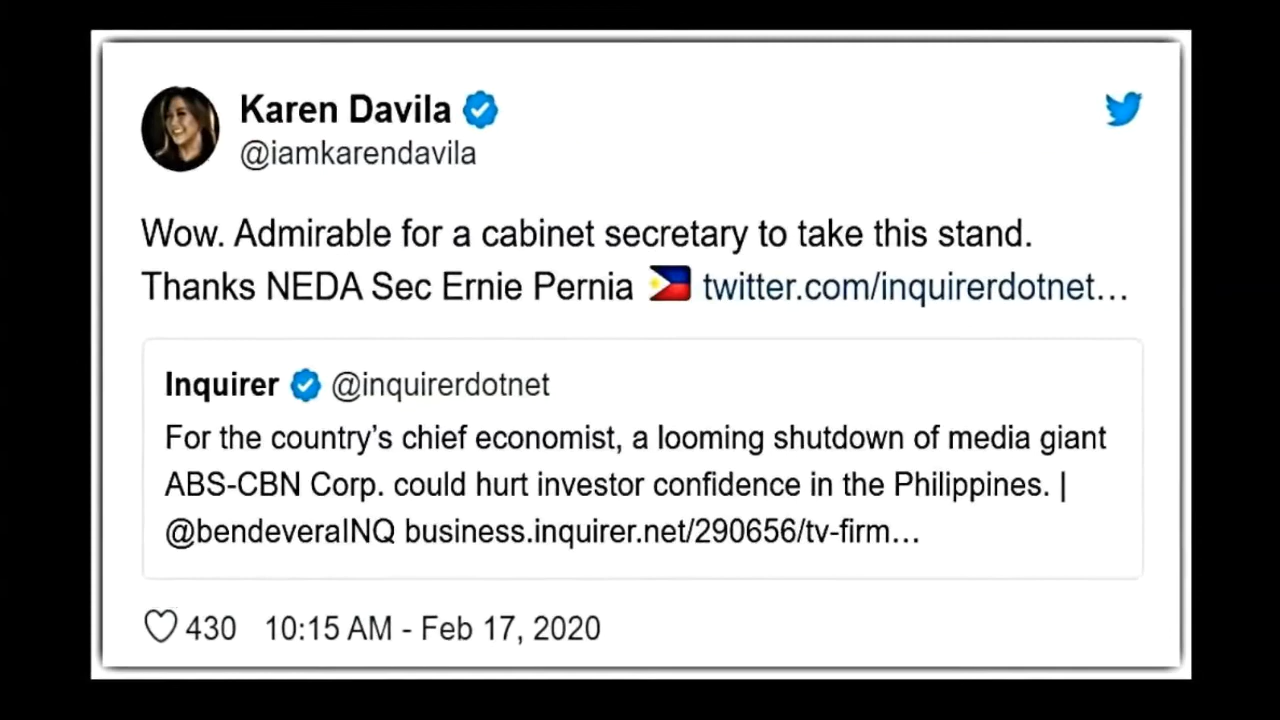 Karen Davila
@iamkarendavila
Wow. Admirable for a cabinet secretary to take this stand.
Thanks NEDA Sec Ernie Pernia 🇵🇭 twitter.com/inquirerdotnet…
Inquirer @inquirerdotnet
For the country’s chief economist, a looming shutdown of media giant
ABS-CBN Corp. could hurt investor confidence in the Philippines. |
@bendeveraINQ business.inquirer.net/290656/tv-firm…
430 10:15 AM - Feb 17, 2020